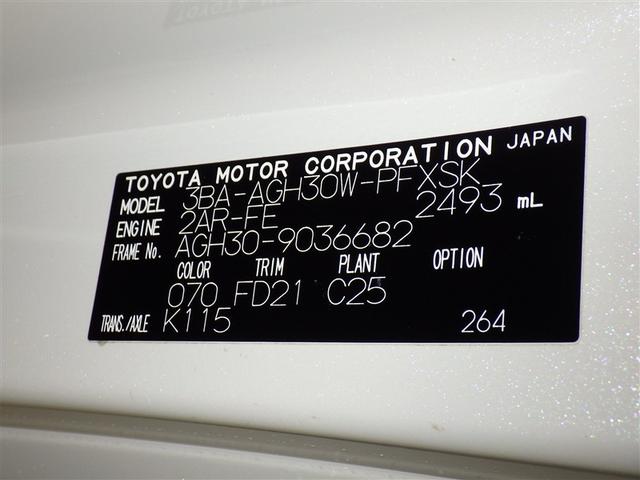 TOYOTA MOTOR CORPORATION JAPAN
MODEL 3BA-AGH30W-PFXSK
ENGINE 2AR-FE 2493 mL
FRAME No. AGH30-9036682
COLOR TRIM PLANT OPTION
070 FD21 C25
TRANS./AXLE K115 264